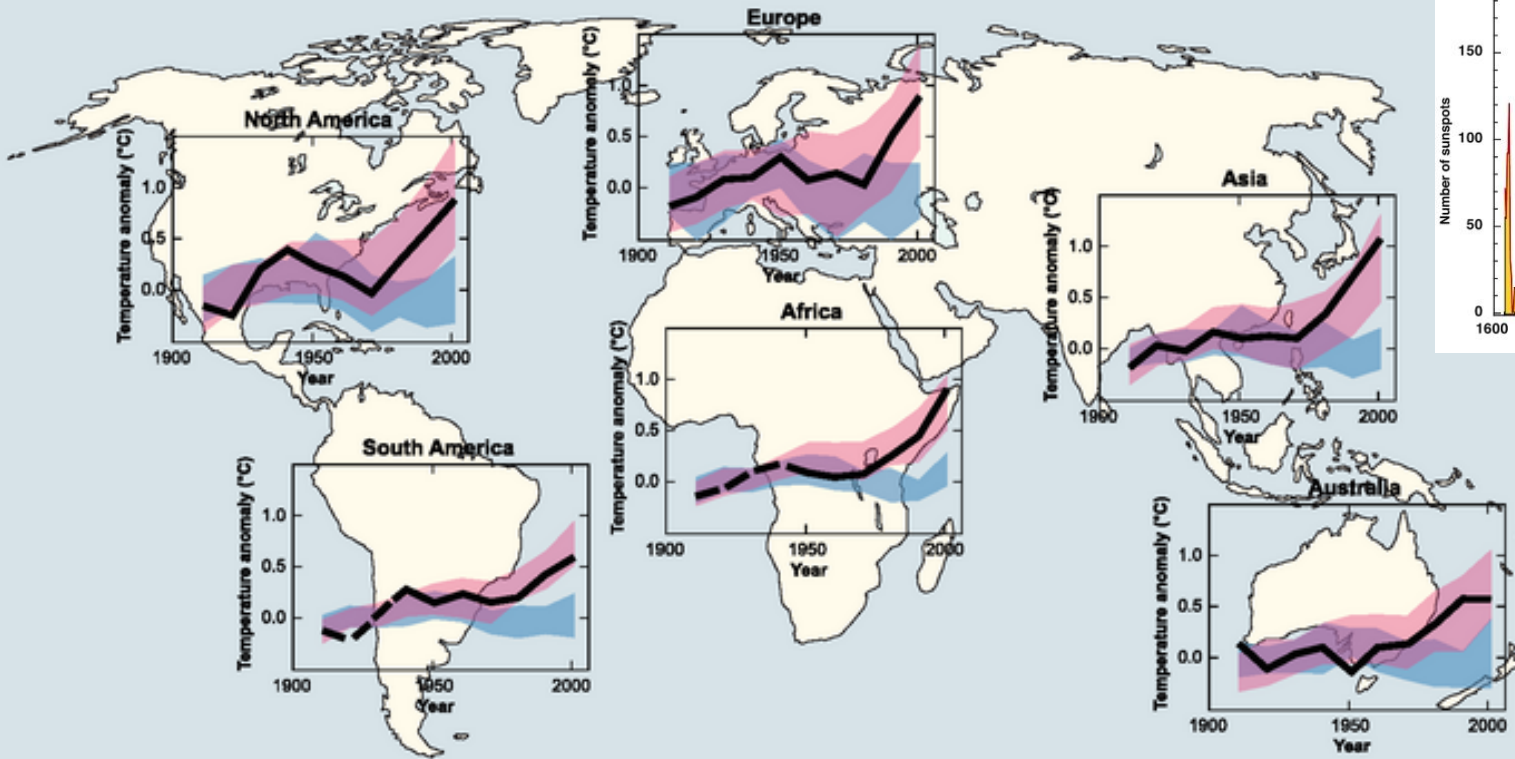 Europe
Temperature anomaly (°C)
1.0
0.5
0.0
1900
1950
2000
Year
North America
Temperature anomaly (°C)
1.0
0.5
0.0
1900
1950
2000
Year
Asia
Temperature anomaly (°C)
1.0
0.5
0.0
1900
1950
2000
Year
Africa
Temperature anomaly (°C)
1.0
0.5
0.0
1900
1950
2000
Year
South America
Temperature anomaly (°C)
1.0
0.5
0.0
1900
1950
2000
Year
Australia
Temperature anomaly (°C)
1.0
0.5
0.0
1900
1950
2000
Year
Number of sunspots
150
100
50
0
1600